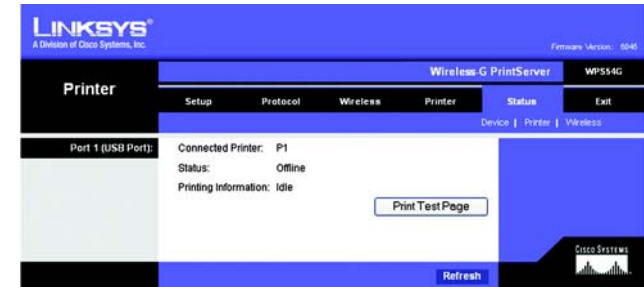 LINKSYS®
A Division of Cisco Systems, Inc.
Firmware Version: 6046
Printer
Wireless-G PrintServer WPS54G
Setup Protocol Wireless Printer Status Exit
Device | Printer | Wireless
Port 1 (USB Port):
Connected Printer: P1
Status: Offline
Printing Information: Idle
Print Test Page
CISCO SYSTEMS
Refresh